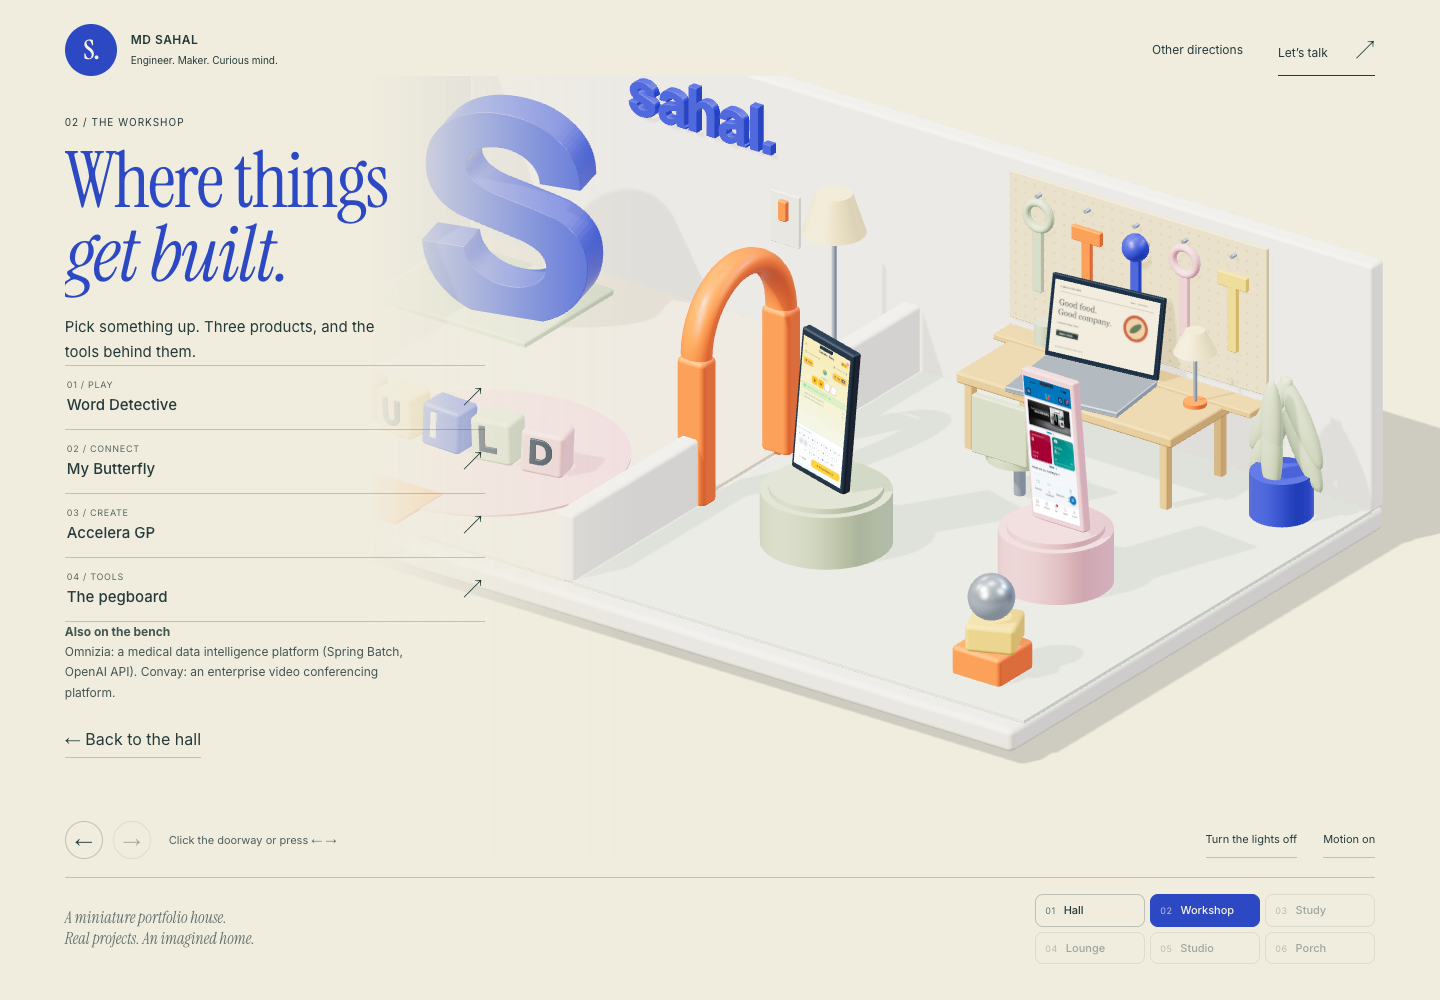 S.
MD SAHAL
Engineer. Maker. Curious mind.
Other directions
Let's talk
02 / THE WORKSHOP
Where things
get built.
Pick something up. Three products, and the
tools behind them.
01 / PLAY
Word Detective
02 / CONNECT
My Butterfly
03 / CREATE
Accelera GP
04 / TOOLS
The pegboard
Also on the bench
Omnizia: a medical data intelligence platform (Spring Batch,
OpenAI API). Convay: an enterprise video conferencing
platform.
← Back to the hall
S
sahal.
U I L D
T T
Good food.
Good company.
← →
Click the doorway or press ← →
Turn the lights off
Motion on
A miniature portfolio house.
Real projects. An imagined home.
01 Hall
02 Workshop
03 Study
04 Lounge
05 Studio
06 Porch